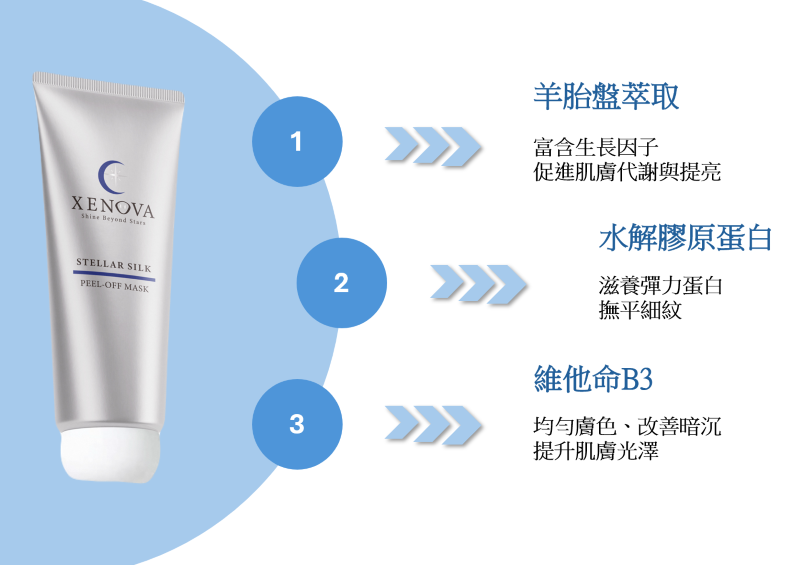 XENOVA
Shine Beyond Stars
STELLAR SILK
PEEL-OFF MASK
1
羊胎盤萃取
富含生長因子
促進肌膚代謝與提亮
2
水解膠原蛋白
滋養彈力蛋白
撫平細紋
3
維他命B3
均勻膚色、改善暗沉
提升肌膚光澤